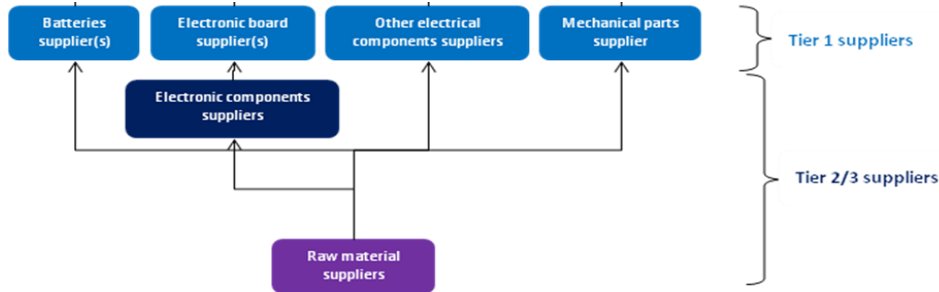 Batteries
supplier(s)
Electronic board
supplier(s)
Other electrical
components suppliers
Mechanical parts
supplier
Tier 1 suppliers
Electronic components
suppliers
Tier 2/3 suppliers
Raw material
suppliers